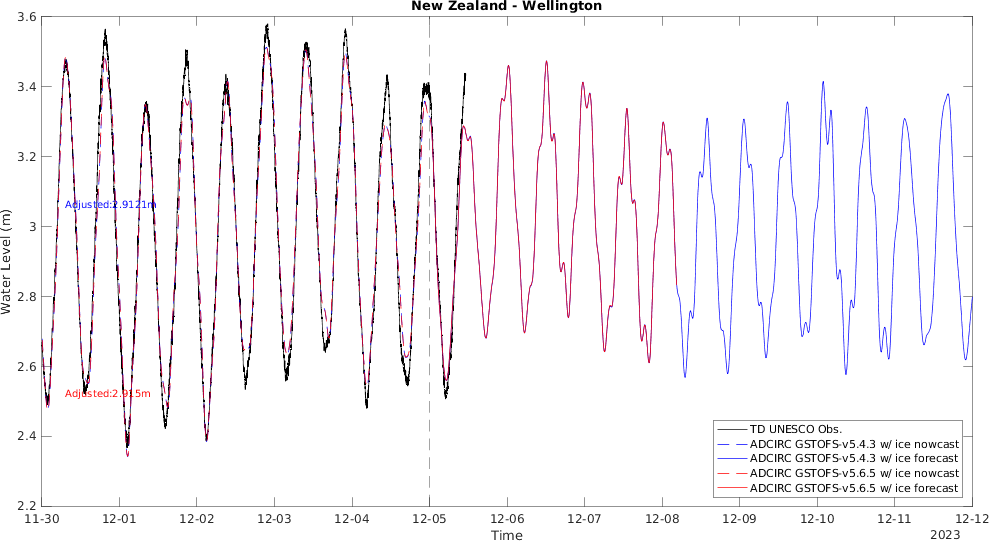 New Zealand - Wellington
3.6
3.4
3.2
3
2.8
2.6
2.4
2.2
Water Level (m)
Adjusted:2.9121m
Adjusted:2.915m
TD UNESCO Obs.
ADCIRC GSTOFS-v5.4.3 w/ ice nowcast
ADCIRC GSTOFS-v5.4.3 w/ ice forecast
ADCIRC GSTOFS-v5.6.5 w/ ice nowcast
ADCIRC GSTOFS-v5.6.5 w/ ice forecast
11-30 12-01 12-02 12-03 12-04 12-05 12-06 12-07 12-08 12-09 12-10 12-11 12-12
Time
2023